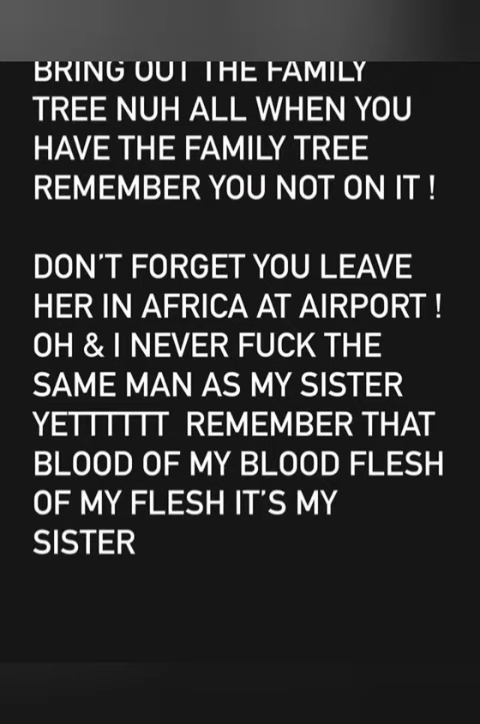 BRING OUT THE FAMILY
TREE NUH ALL WHEN YOU
HAVE THE FAMILY TREE
REMEMBER YOU NOT ON IT !
DON'T FORGET YOU LEAVE
HER IN AFRICA AT AIRPORT !
OH & I NEVER FUCK THE
SAME MAN AS MY SISTER
YETTTTTT REMEMBER THAT
BLOOD OF MY BLOOD FLESH
OF MY FLESH IT'S MY
SISTER